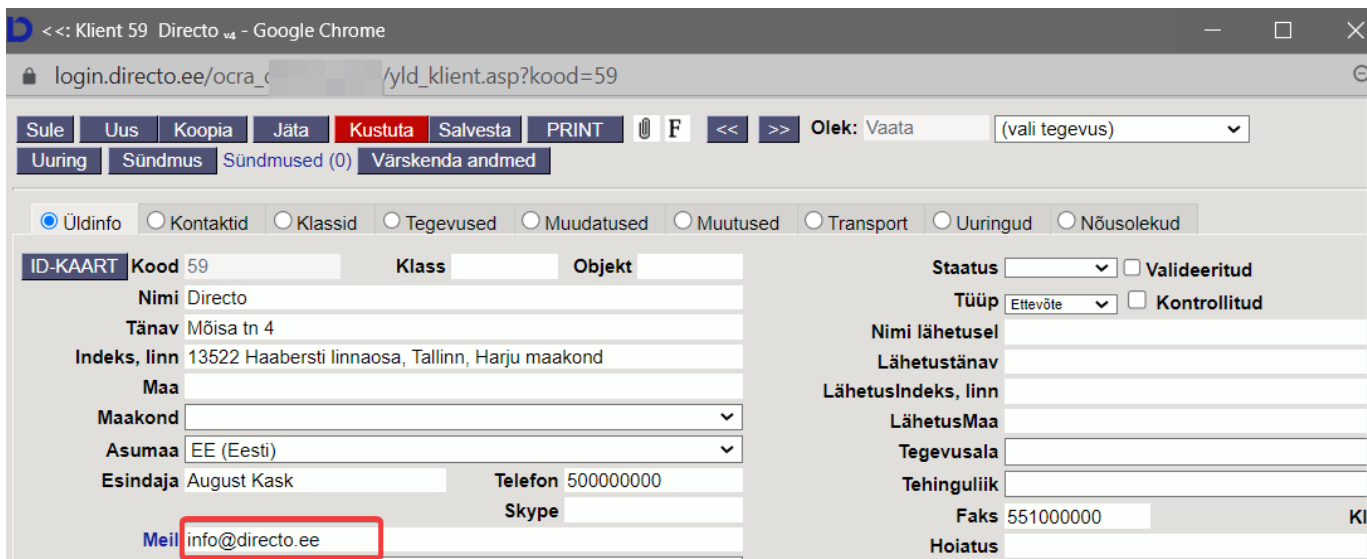 <<: Klient 59 Directo v4 - Google Chrome
login.directo.ee/ocra_ /yld_klient.asp?kood=59
Sule Uus Koopia Jäta Kustuta Salvesta PRINT F << >> Olek: Vaata (vali tegevus)
Uuring Sündmus Sündmused (0) Värskenda andmed
Üldinfo Kontaktid Klassid Tegevused Muudatused Muutused Transport Uuringud Nõusolekud
ID-KAART Kood 59 Klass Objekt Staatus Valideeritud
Nimi Directo Tüüp Ettevõte Kontrollitud
Tänav Mõisa tn 4 Nimi lähetusel
Indeks, linn 13522 Haabersti linnaosa, Tallinn, Harju maakond Lähetustänav
Maa LähetusIndeks, linn
Maakond LähetusMaa
Asumaa EE (Eesti) Tegevusala
Esindaja August Kask Telefon 500000000 Tehinguliik
Skype Faks 551000000 Kl
Meil info@directo.ee Hoiatus